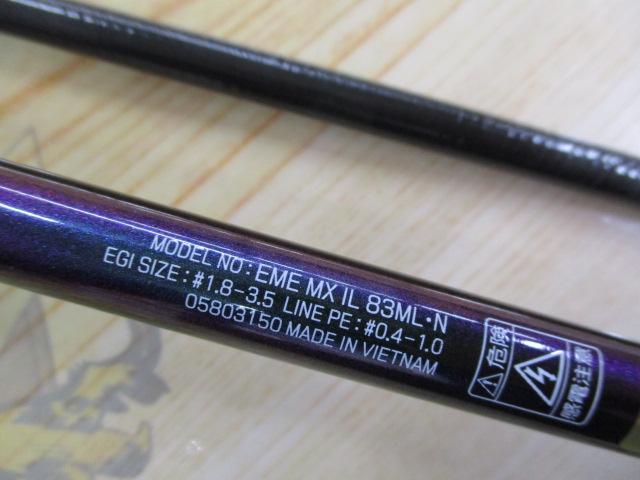 MODEL NO : EME MX IL 83ML・N
EGI SIZE : #1.8-3.5 LINE PE : #0.4-1.0
05803150 MADE IN VIETNAM
危険
感電注意